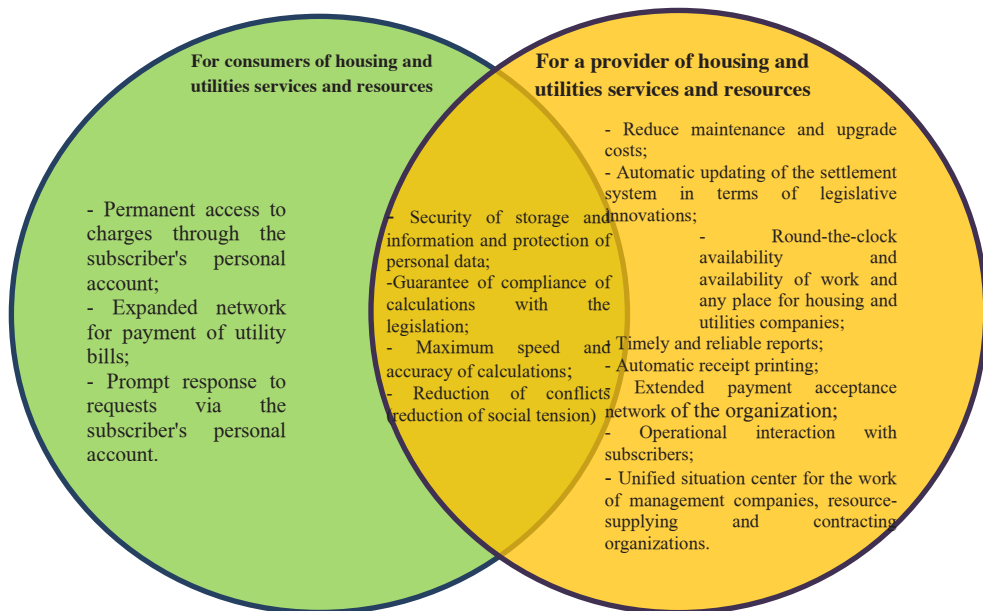 For consumers of housing and
utilities services and resources
- Permanent access to
charges through the
subscriber's personal
account;
- Expanded network
for payment of utility
bills;
- Prompt response to
requests via the
subscriber's personal
account.
- Security of storage and
information and protection of
personal data;
-Guarantee of compliance of
calculations with the
legislation;
- Maximum speed and
accuracy of calculations;
- Reduction of conflicts
(reduction of social tension)
For a provider of housing and
utilities services and resources
- Reduce maintenance and upgrade
costs;
- Automatic updating of the settlement
system in terms of legislative
innovations;
- Round-the-clock
availability and
availability of work and
any place for housing and
utilities companies;
- Timely and reliable reports;
- Automatic receipt printing;
- Extended payment acceptance
network of the organization;
- Operational interaction with
subscribers;
- Unified situation center for the work
of management companies, resource-
supplying and contracting
organizations.